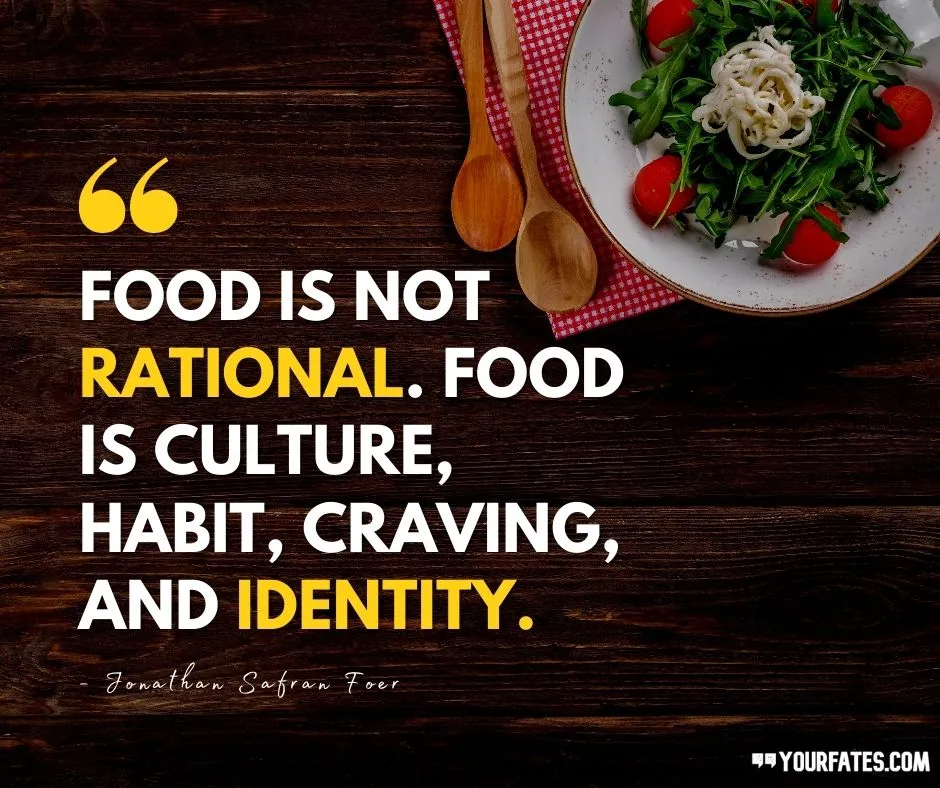 ❝
FOOD IS NOT
RATIONAL. FOOD
IS CULTURE,
HABIT, CRAVING,
AND IDENTITY.
- Jonathan Safran Foer
YOURFATES.COM